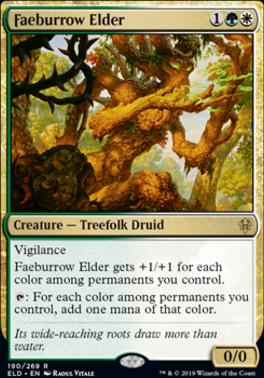 Faeburrow Elder 1
Creature — Treefolk Druid
Vigilance
Faeburrow Elder gets +1/+1 for each
color among permanents you control.
: For each color among permanents you
control, add one mana of that color.
Its wide-reaching roots draw more than
water.
0/0
190/269 R
ELD • EN Raoul Vitale
™ & © 2019 Wizards of the Coast